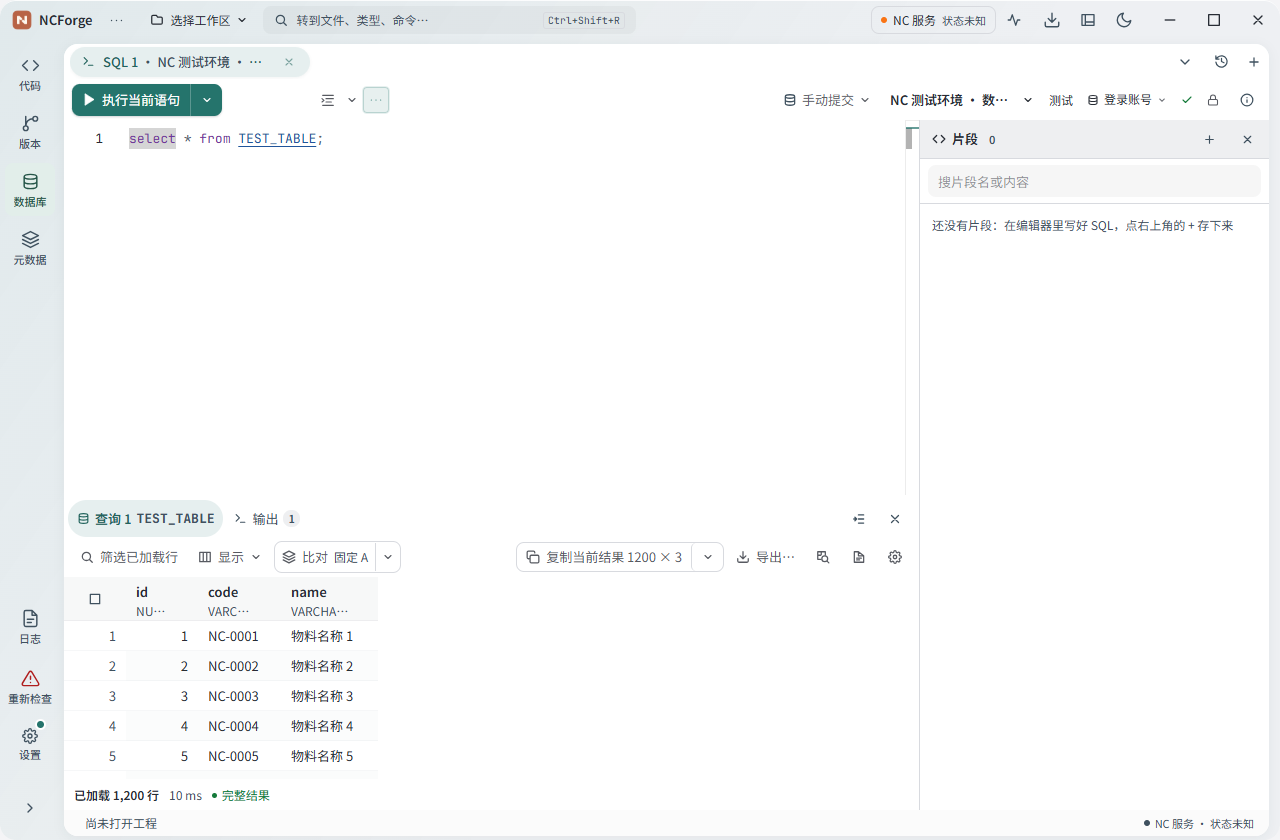 NCForge ··· 选择工作区 转到文件、类型、命令··· Ctrl+Shift+R NC 服务 状态未知
代码
版本
数据库
元数据
日志
重新检查
设置
SQL 1 · NC 测试环境 · ···
执行当前语句 ··· 手动提交 NC 测试环境 · 数··· 测试 登录账号
1 select * from TEST_TABLE;
片段 0
搜片段名或内容
还没有片段：在编辑器里写好 SQL，点右上角的 + 存下来
查询 1 TEST_TABLE 输出 1
筛选已加载行 显示 比对 固定 A 复制当前结果 1200 × 3 导出···
id code name
NU··· VARC··· VARCHA···
1 1 NC-0001 物料名称 1
2 2 NC-0002 物料名称 2
3 3 NC-0003 物料名称 3
4 4 NC-0004 物料名称 4
5 5 NC-0005 物料名称 5
已加载 1,200 行 10 ms 完整结果
尚未打开工程 NC 服务 · 状态未知